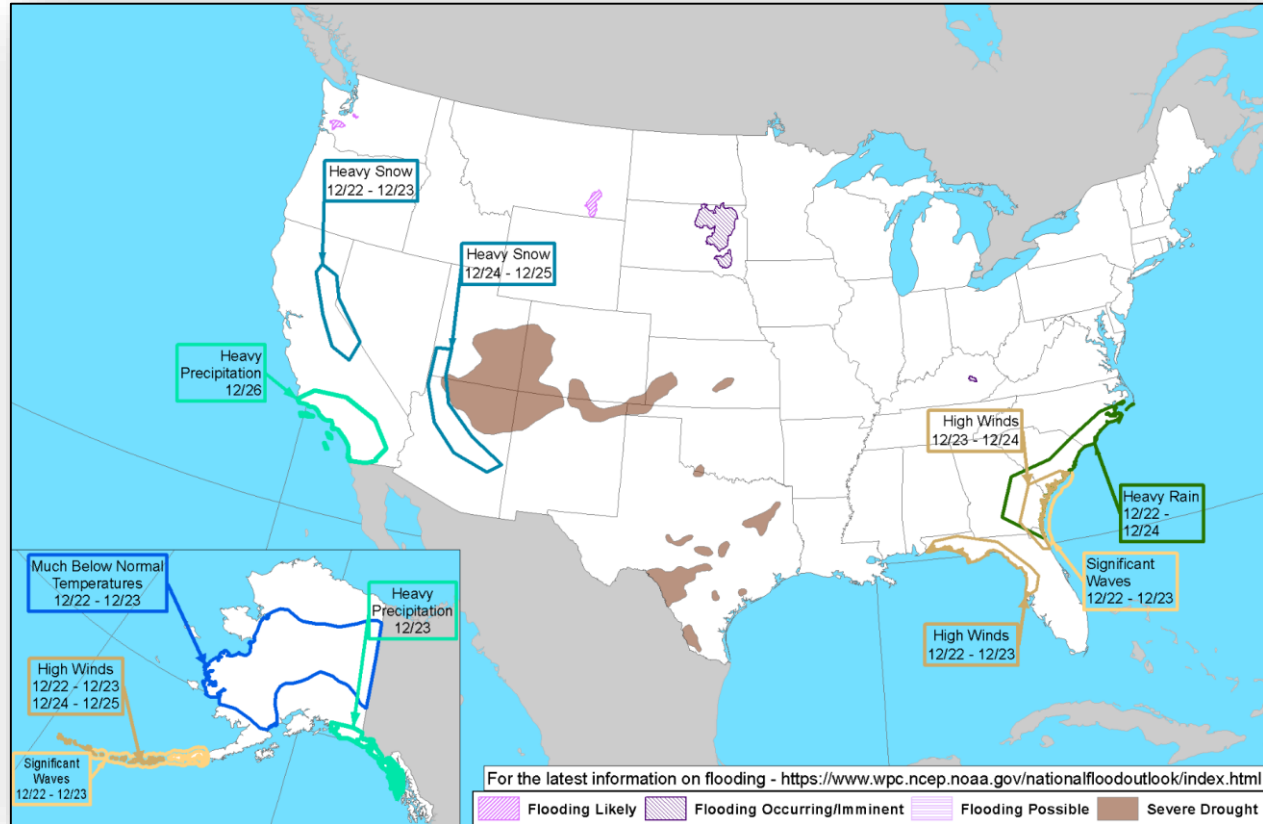 Heavy Snow
12/22 - 12/23
Heavy Snow
12/24 - 12/25
Heavy
Precipitation
12/26
High Winds
12/23 - 12/24
Heavy Rain
12/22 -
12/24
Significant
Waves
12/22 - 12/23
High Winds
12/22 - 12/23
Much Below Normal
Temperatures
12/22 - 12/23
Heavy
Precipitation
12/23
High Winds
12/22 - 12/23
12/24 - 12/25
Significant
Waves
12/22 - 12/23
For the latest information on flooding - https://www.wpc.ncep.noaa.gov/nationalfloodoutlook/index.html
Flooding Likely
Flooding Occurring/Imminent
Flooding Possible
Severe Drought